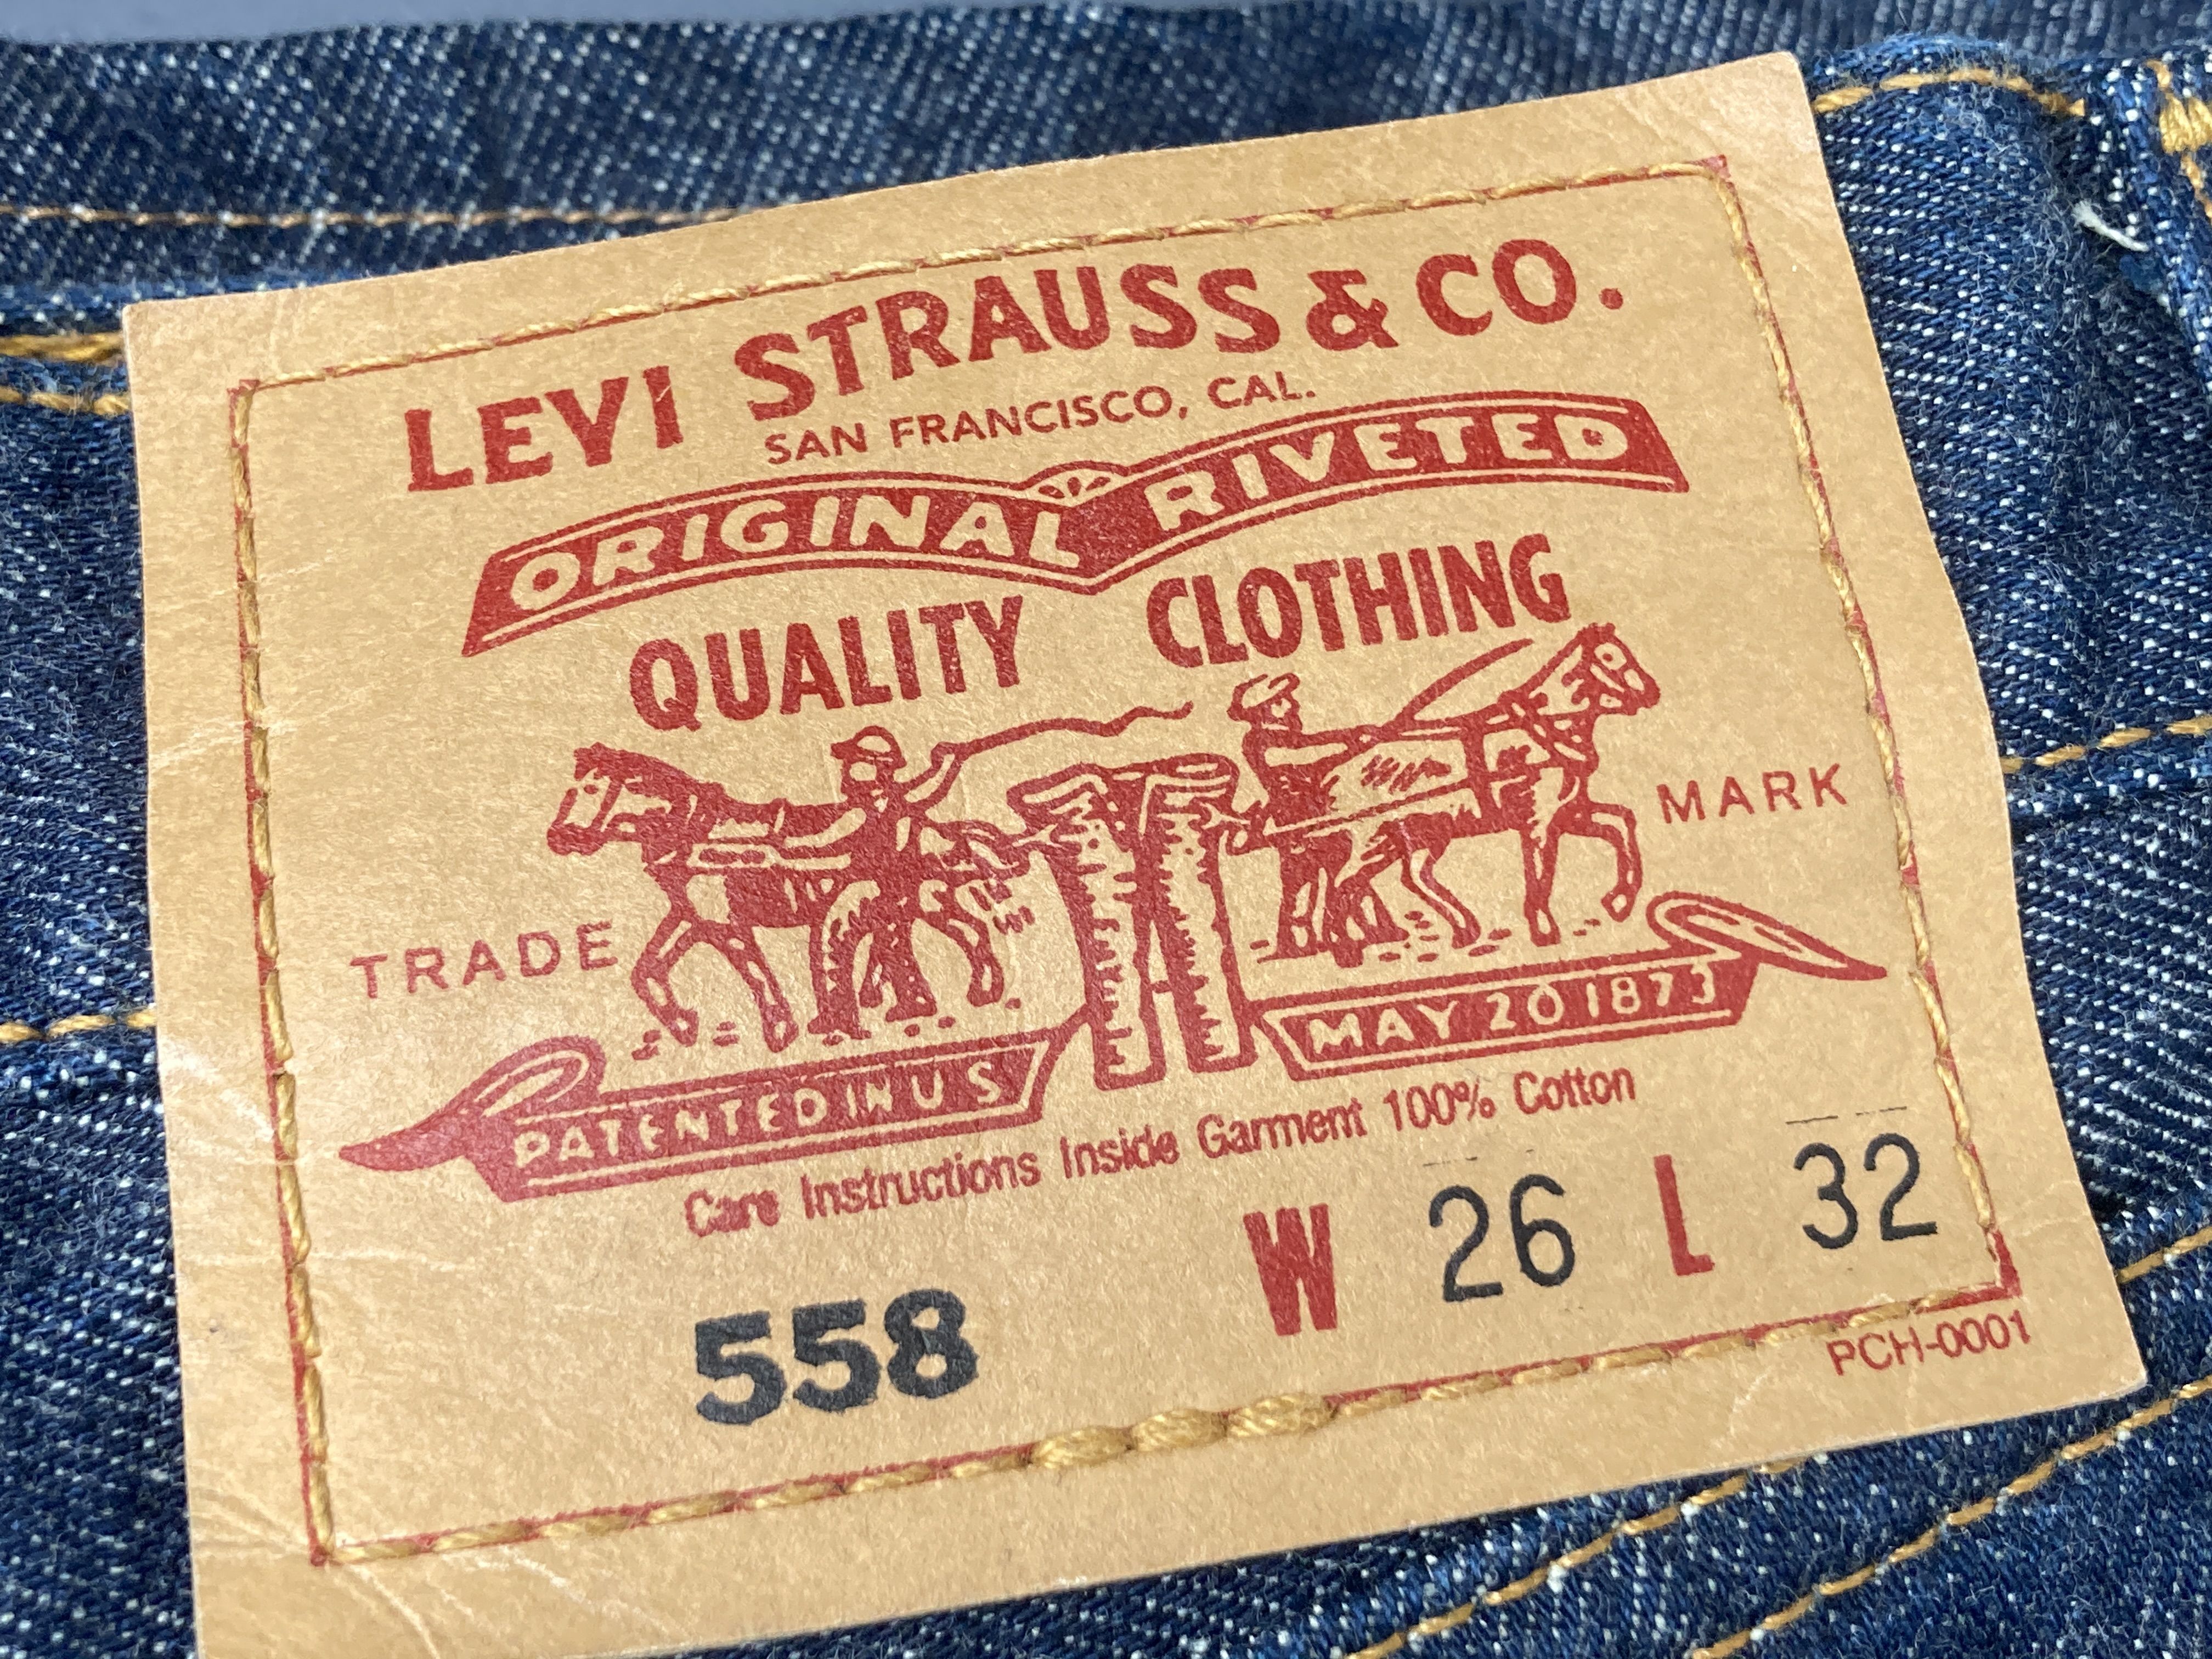 LEVI STRAUSS & CO.
SAN FRANCISCO, CAL.
ORIGINAL RIVETED
QUALITY CLOTHING
TRADE MARK
PATENTED IN U S MAY 20 1873
Care Instructions Inside Garment 100% Cotton
558 W 26 L 32
PCH-0001